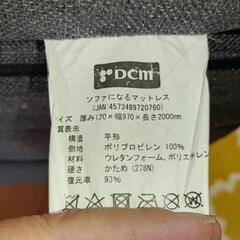 DCM
ソファになるマットレス
(JAN:4573489720760)
イズ 厚み120×幅970×長さ2000mm
質表示
構造 平形
外生地 ポリプロピレン 100%
材料 ウレタンフォーム、ポリエチレン
硬さ かため (278N)
復元率 93%